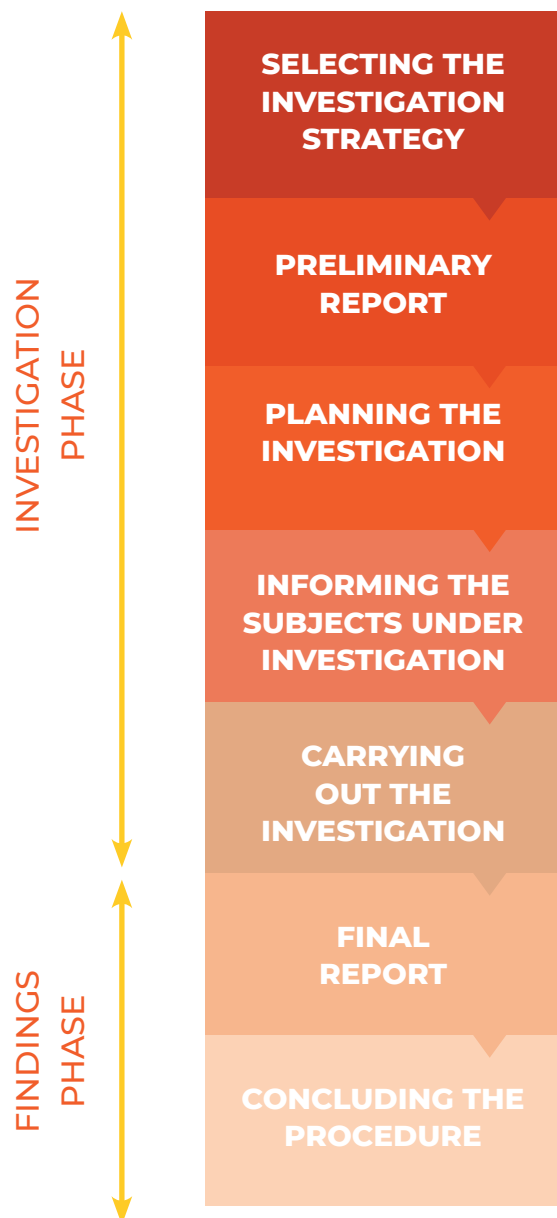 INVESTIGATION
PHASE
SELECTING THE
INVESTIGATION
STRATEGY
PRELIMINARY
REPORT
PLANNING THE
INVESTIGATION
INFORMING THE
SUBJECTS UNDER
INVESTIGATION
CARRYING
OUT THE
INVESTIGATION
FINDINGS
PHASE
FINAL
REPORT
CONCLUDING THE
PROCEDURE